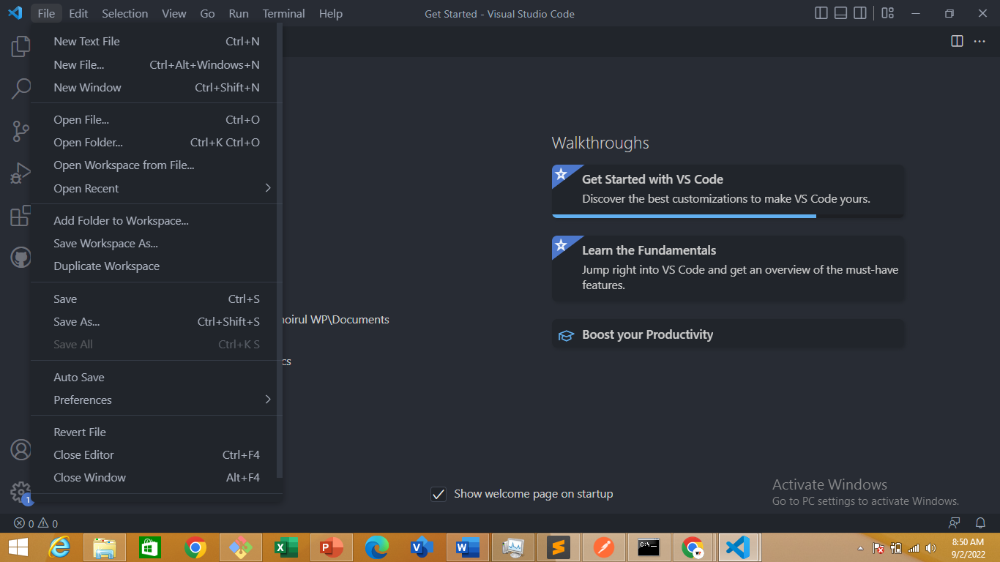 File Edit Selection View Go Run Terminal Help Get Started - Visual Studio Code
New Text File Ctrl+N
New File... Ctrl+Alt+Windows+N
New Window Ctrl+Shift+N
Open File... Ctrl+O
Open Folder... Ctrl+K Ctrl+O
Open Workspace from File...
Open Recent
Add Folder to Workspace...
Save Workspace As...
Duplicate Workspace
Save Ctrl+S
Save As... Ctrl+Shift+S
Save All Ctrl+K S
Auto Save
Preferences
Revert File
Close Editor Ctrl+F4
Close Window Alt+F4
WP\Documents
Walkthroughs
Get Started with VS Code
Discover the best customizations to make VS Code yours.
Learn the Fundamentals
Jump right into VS Code and get an overview of the must-have
features.
Boost your Productivity
Show welcome page on startup
Activate Windows
Go to PC settings to activate Windows.
1
0 0
8:50 AM
9/2/2022